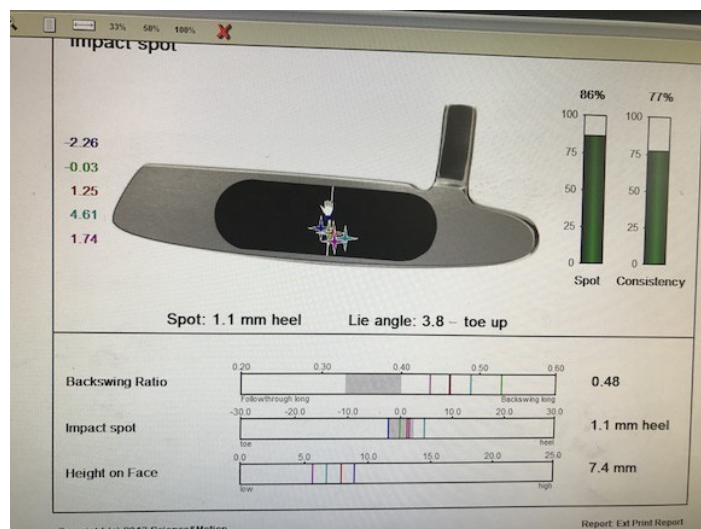 33% 50% 100%
Impact spot
86% 77%
-2.26
-0.03
1.25
4.61
1.74
100 100
75 75
50 50
25 25
0 0
Spot Consistency
Spot: 1.1 mm heel Lie angle: 3.8 - toe up
0.20 0.30 0.40 0.50 0.60
Backswing Ratio 0.48
Followthrough long Backswing long
-30.0 -20.0 -10.0 0.0 10.0 20.0 30.0
Impact spot 1.1 mm heel
toe heel
0.0 5.0 10.0 15.0 20.0 25.0
Height on Face 7.4 mm
low high
Report: Ext Print Report